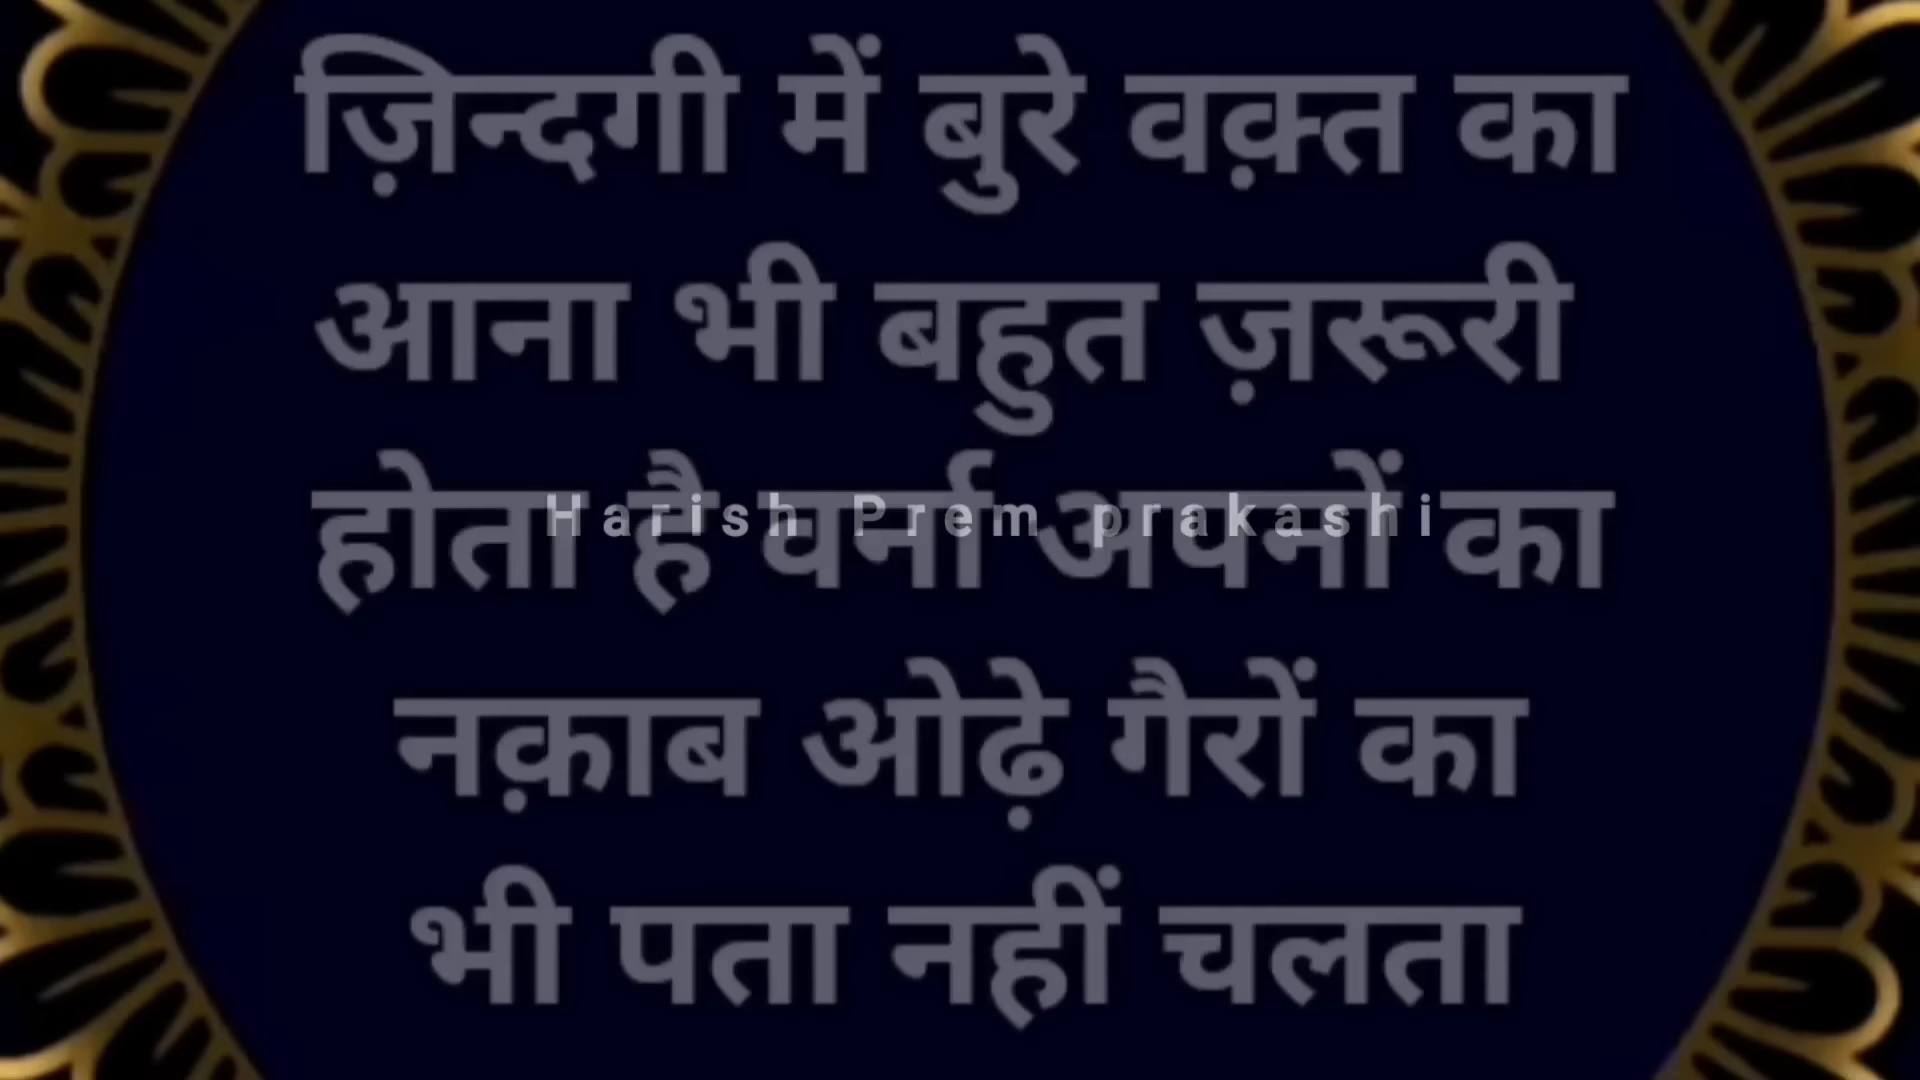 ज़िन्दगी में बुरे वक़्त का
आना भी बहुत ज़रूरी
होता है वर्ना अपनों का
Harish Prem prakashi
नक़ाब ओढ़े गैरों का
भी पता नहीं चलता